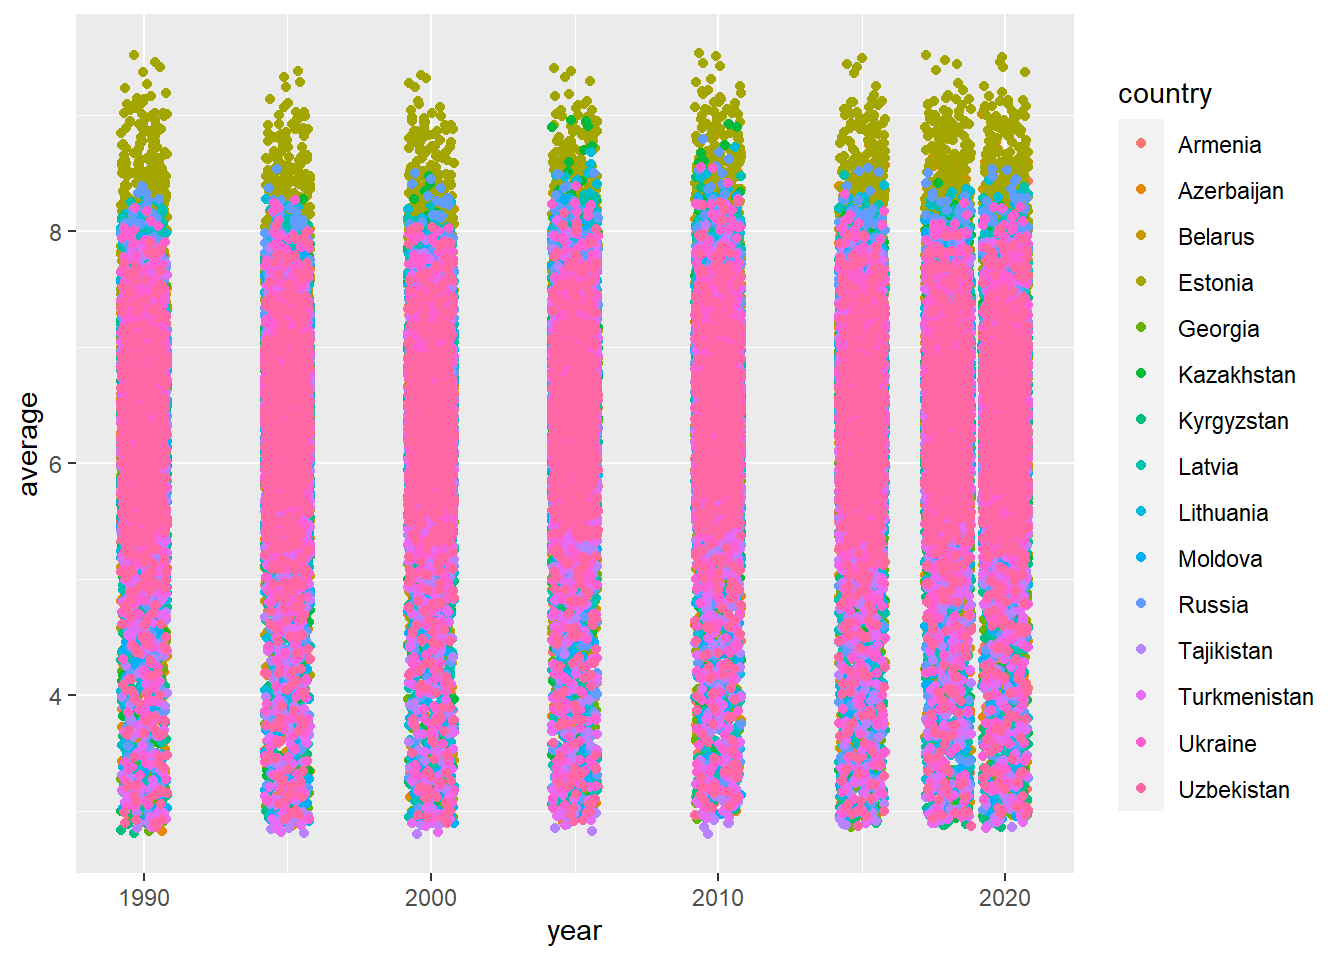 country
Armenia
Azerbaijan
Belarus
Estonia
Georgia
Kazakhstan
Kyrgyzstan
Latvia
Lithuania
Moldova
Russia
Tajikistan
Turkmenistan
Ukraine
Uzbekistan
average
8
6
4
1990 2000 2010 2020
year